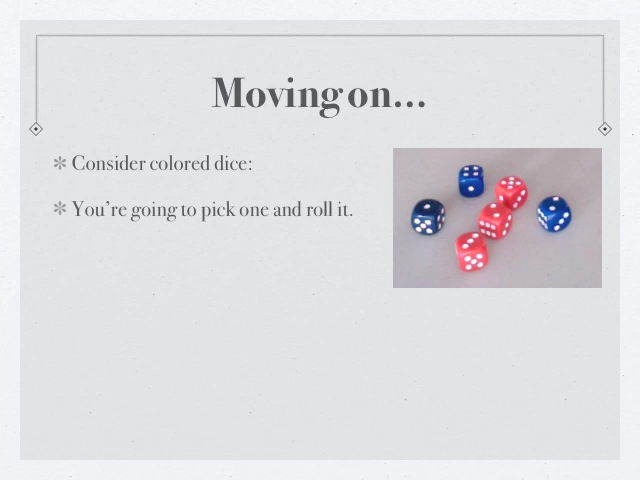 Moving on...
✻ Consider colored dice:
✻ You're going to pick one and roll it.